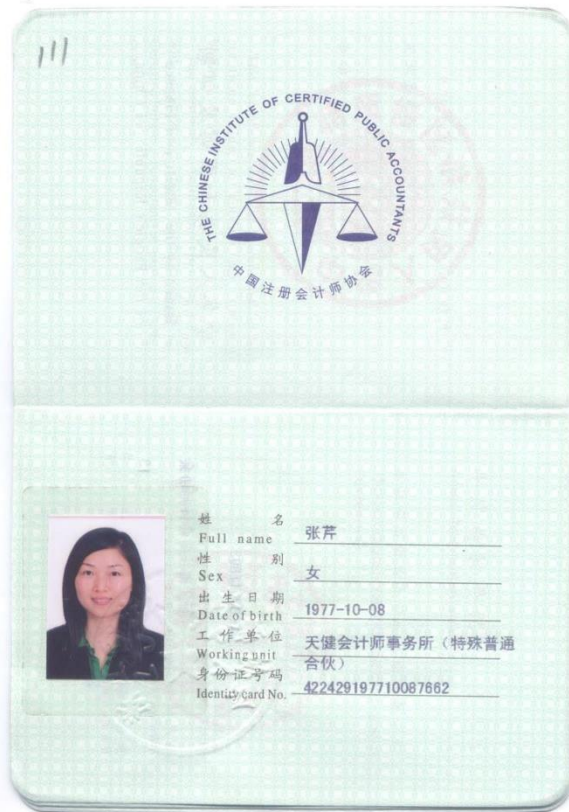 111
THE CHINESE INSTITUTE OF CERTIFIED PUBLIC ACCOUNTANTS
中国注册会计师协会
姓 名 张芹
Full name
性 别 女
Sex
出生日期 1977-10-08
Date of birth
工作单位 天健会计师事务所（特殊普通
Working unit 合伙）
身份证号码 422429197710087662
Identity card No.